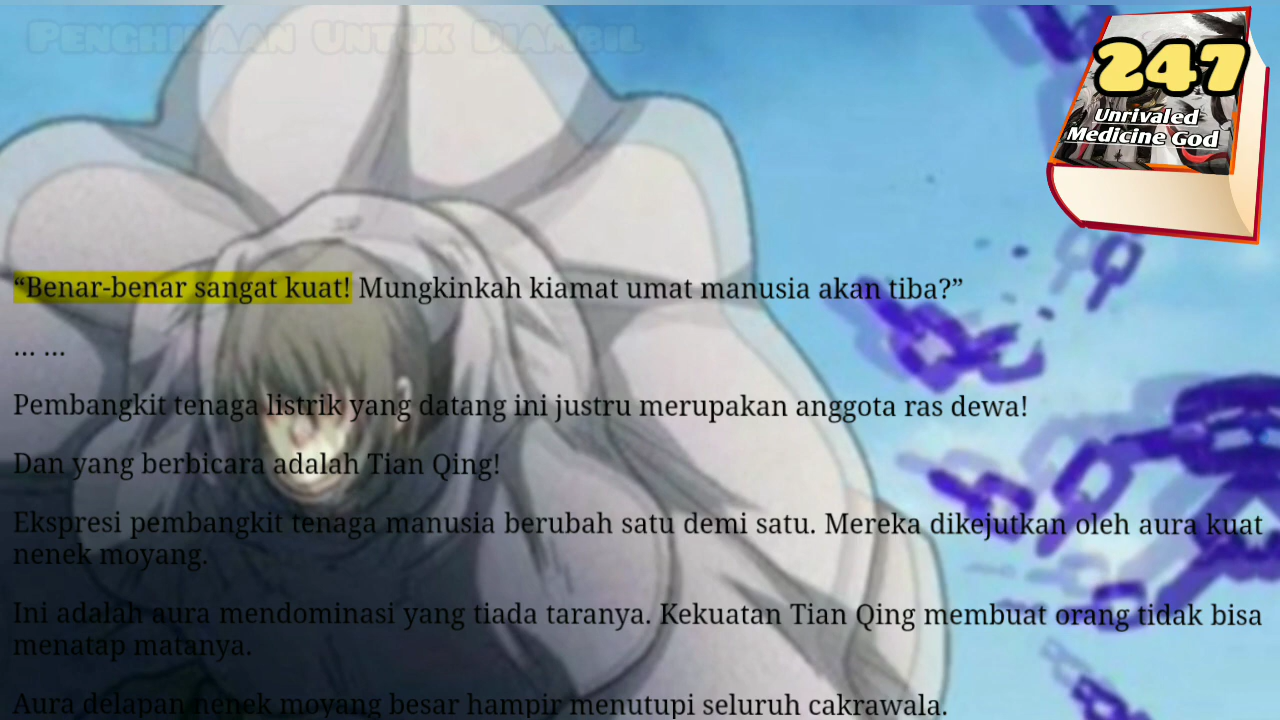 Penghinaan Untuk Diambil
247
Unrivaled
Medicine God
“Benar-benar sangat kuat! Mungkinkah kiamat umat manusia akan tiba?”
... ...
Pembangkit tenaga listrik yang datang ini justru merupakan anggota ras dewa!
Dan yang berbicara adalah Tian Qing!
Ekspresi pembangkit tenaga manusia berubah satu demi satu. Mereka dikejutkan oleh aura kuat
nenek moyang.
Ini adalah aura mendominasi yang tiada taranya. Kekuatan Tian Qing membuat orang tidak bisa
menatap matanya.
Aura delapan nenek moyang besar hampir menutupi seluruh cakrawala.